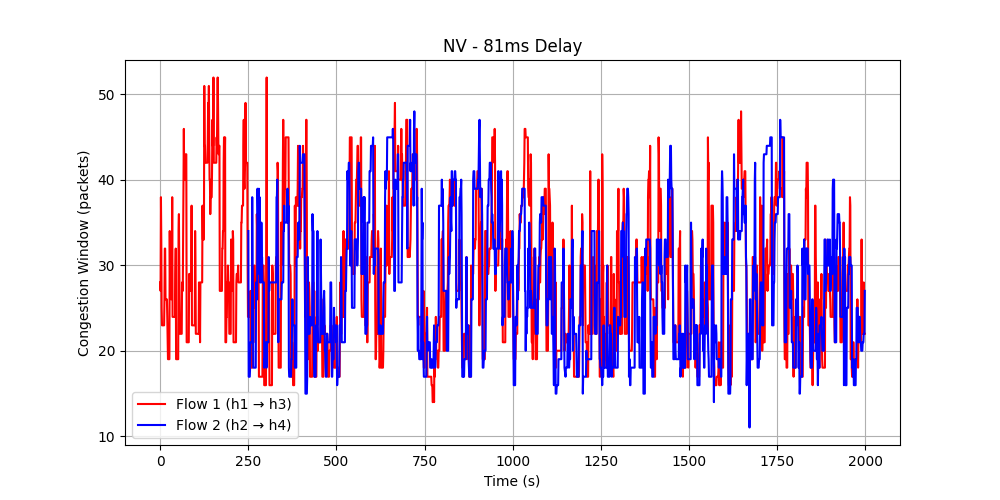 NV - 81ms Delay
Congestion Window (packets)
50
40
30
20
10
Flow 1 (h1 → h3)
Flow 2 (h2 → h4)
0 250 500 750 1000 1250 1500 1750 2000
Time (s)